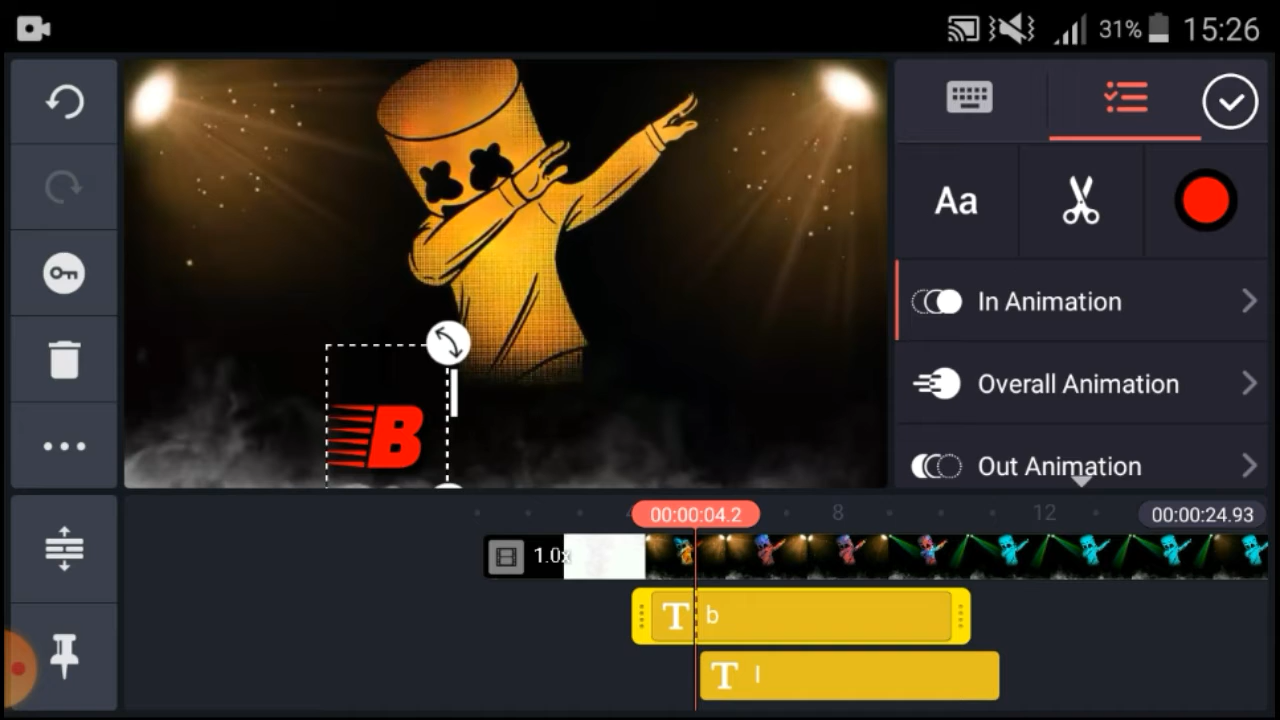 31% 15:26
Aa
In Animation
Overall Animation
Out Animation
B
00:00:04.2 8 12 00:00:24.93
1.0x
T b
T l